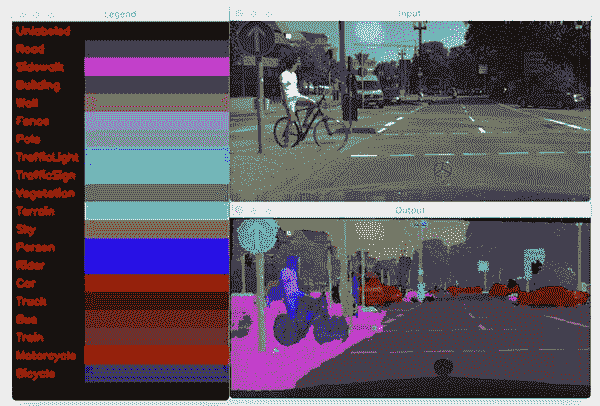 Legend
Unlabeled
Road
Sidewalk
Building
Wall
Fence
Pole
TrafficLight
TrafficSign
Vegetation
Terrain
Sky
Person
Rider
Car
Truck
Bus
Train
Motorcycle
Bicycle
Input
Output